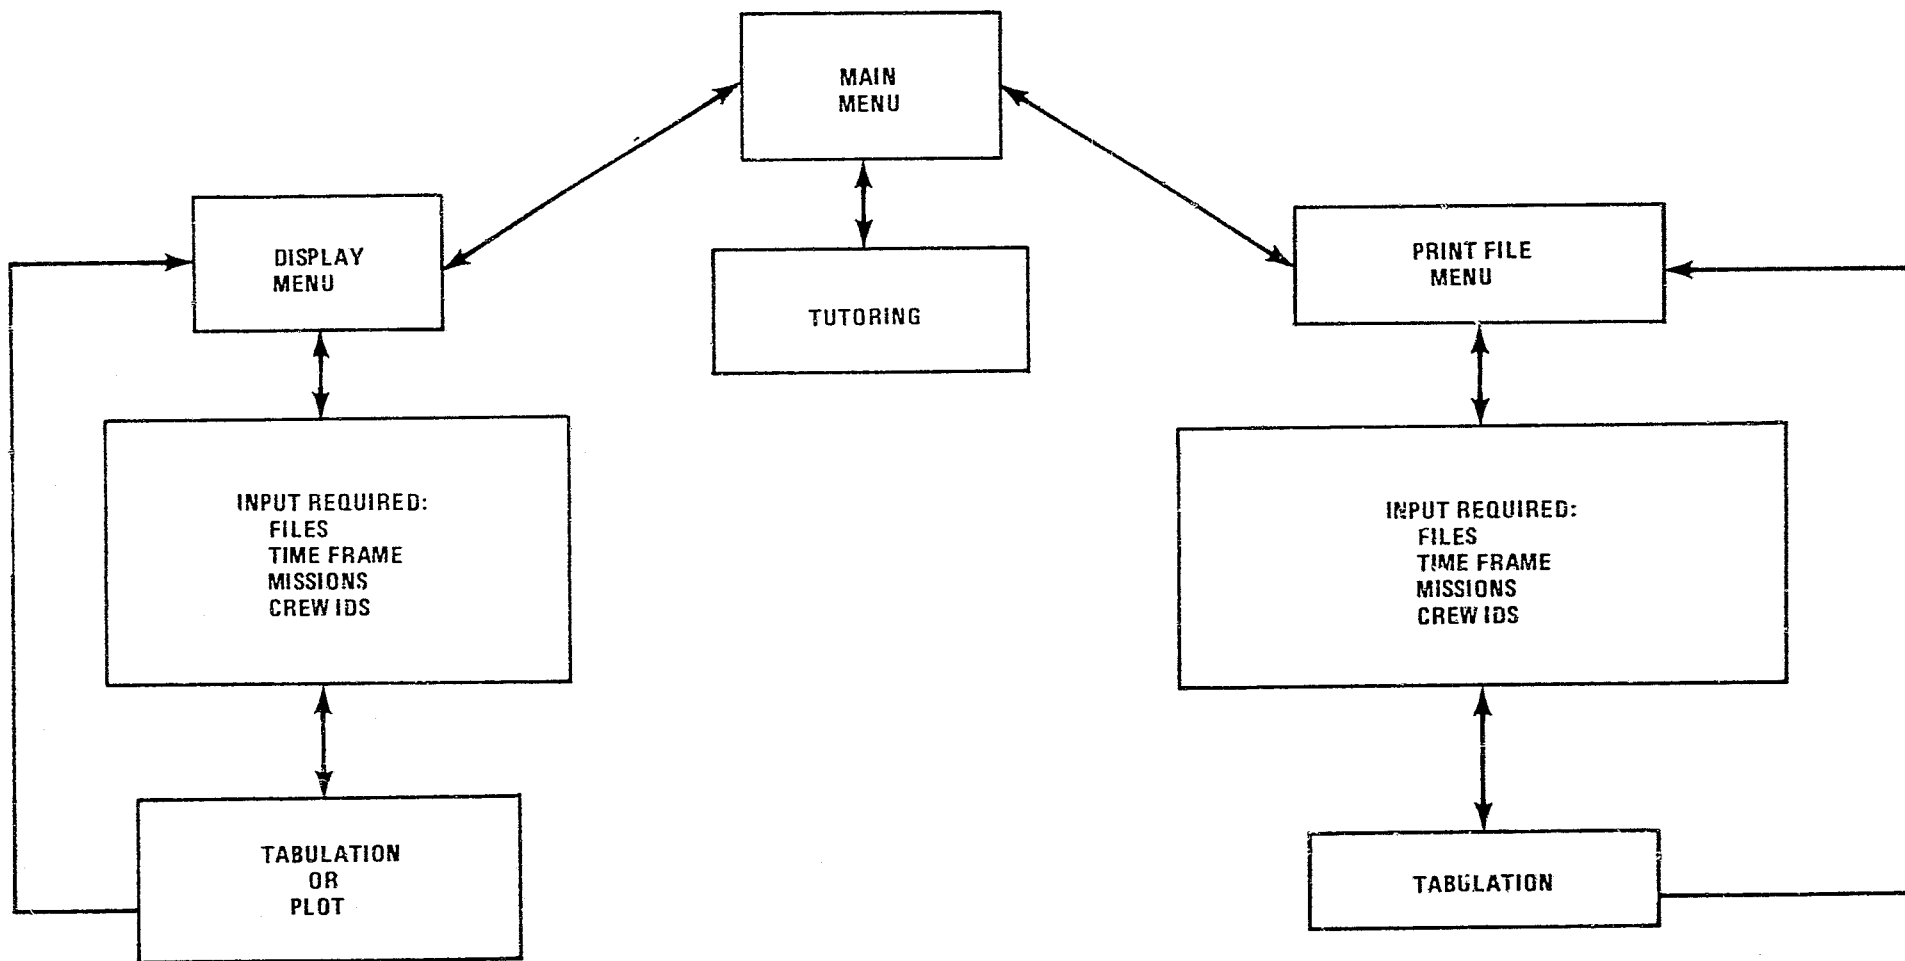 MAIN
MENU
DISPLAY
MENU
TUTORING
PRINT FILE
MENU
INPUT REQUIRED:
FILES
TIME FRAME
MISSIONS
CREW IDS
INPUT REQUIRED:
FILES
TIME FRAME
MISSIONS
CREW IDS
TABULATION
OR
PLOT
TABULATION